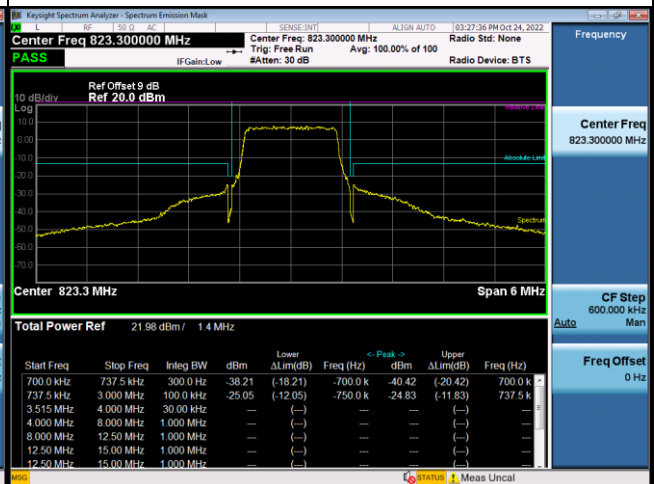 Keysight Spectrum Analyzer - Spectrum Emission Mask
L RF 50 Ω AC SENSE:INT ALIGN AUTO 03:27:36 PM Oct 24, 2022
Center Freq 823.300000 MHz Center Freq: 823.300000 MHz Radio Std: None
Trig: Free Run Avg: 100.00% of 100
PASS IFGain:Low #Atten: 30 dB Radio Device: BTS
Frequency
Ref Offset 9 dB
10 dB/div Ref 20.0 dBm
Log
Relative Limit
10.0
0.00
-10.0
Absolute Limit
-20.0
-30.0
-40.0
Spectrum
-50.0
-60.0
-70.0
Center 823.3 MHz Span 6 MHz
Center Freq
823.300000 MHz
CF Step
600.000 kHz
Auto Man
Freq Offset
0 Hz
Total Power Ref 21.98 dBm / 1.4 MHz
Lower <- Peak -> Upper
Start Freq Stop Freq Integ BW dBm ΔLim(dB) Freq (Hz) dBm ΔLim(dB) Freq (Hz)
700.0 kHz 737.5 kHz 300.0 Hz -38.21 (-18.21) -700.0 k -40.42 (-20.42) 700.0 k
737.5 kHz 3.000 MHz 100.0 kHz -25.05 (-12.05) -750.0 k -24.83 (-11.83) 737.5 k
3.515 MHz 4.000 MHz 30.00 kHz --- (---) --- --- (---) ---
4.000 MHz 8.000 MHz 1.000 MHz --- (---) --- --- (---) ---
8.000 MHz 12.50 MHz 1.000 MHz --- (---) --- --- (---) ---
12.50 MHz 15.00 MHz 1.000 MHz --- (---) --- --- (---) ---
12.50 MHz 15.00 MHz 1.000 MHz --- (---) --- --- (---) ---
MSG STATUS Meas Uncal